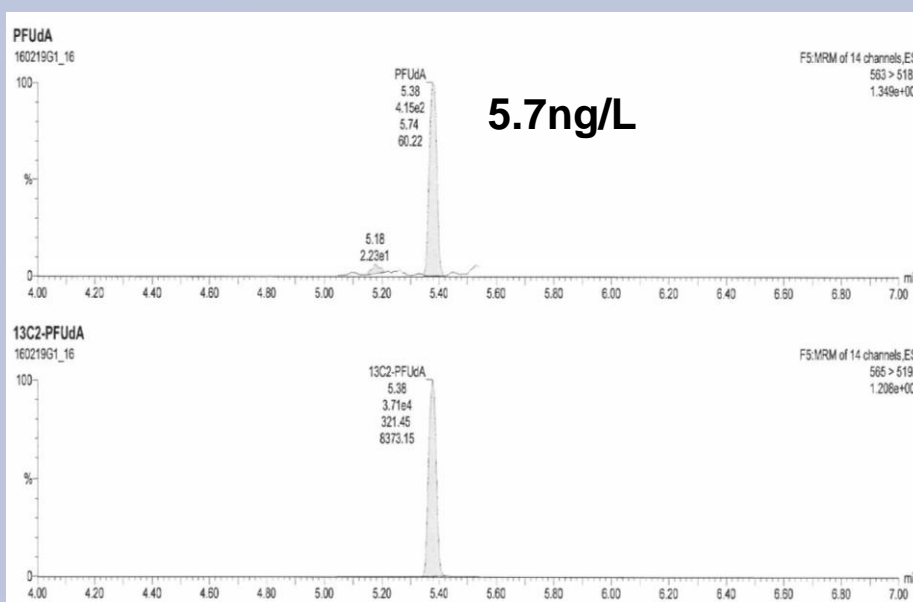 PFUdA
160219G1_16
F5:MRM of 14 channels,ES
563 > 518
1.349e+00
100
%
0
PFUdA
5.38
4.15e2
5.74
60.22
5.7ng/L
5.18
2.23e1
4.00 4.20 4.40 4.60 4.80 5.00 5.20 5.40 5.60 5.80 6.00 6.20 6.40 6.60 6.80 7.00
13C2-PFUdA
160219G1_16
F5:MRM of 14 channels,ES
565 > 519
1.208e+00
100
%
0
13C2-PFUdA
5.38
3.71e4
321.45
8373.15
4.00 4.20 4.40 4.60 4.80 5.00 5.20 5.40 5.60 5.80 6.00 6.20 6.40 6.60 6.80 7.00